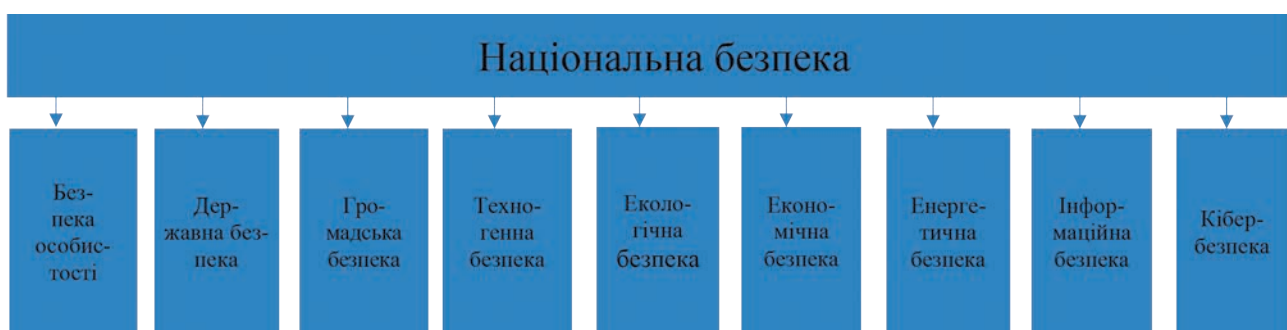 Національна безпека
Без-
пека
особис-
тості
Дер-
жавна без-
пека
Гро-
мадська
безпека
Техно-
генна
безпека
Еколо-
гічна
безпека
Еконо-
мічна
безпека
Енерге-
тична
безпека
Інфор-
маційна
безпека
Кібер-
безпека